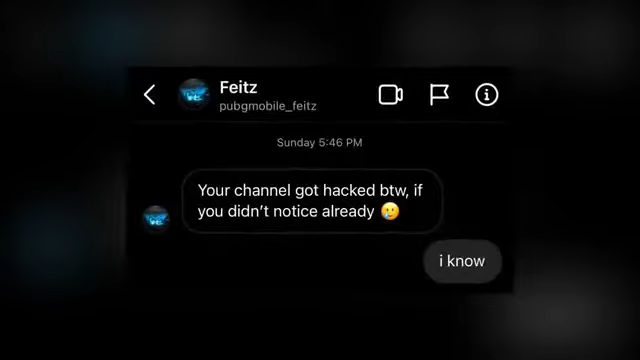 Feitz
pubgmobile_feitz
Sunday 5:46 PM
Your channel got hacked btw, if
you didn’t notice already 🥲
i know